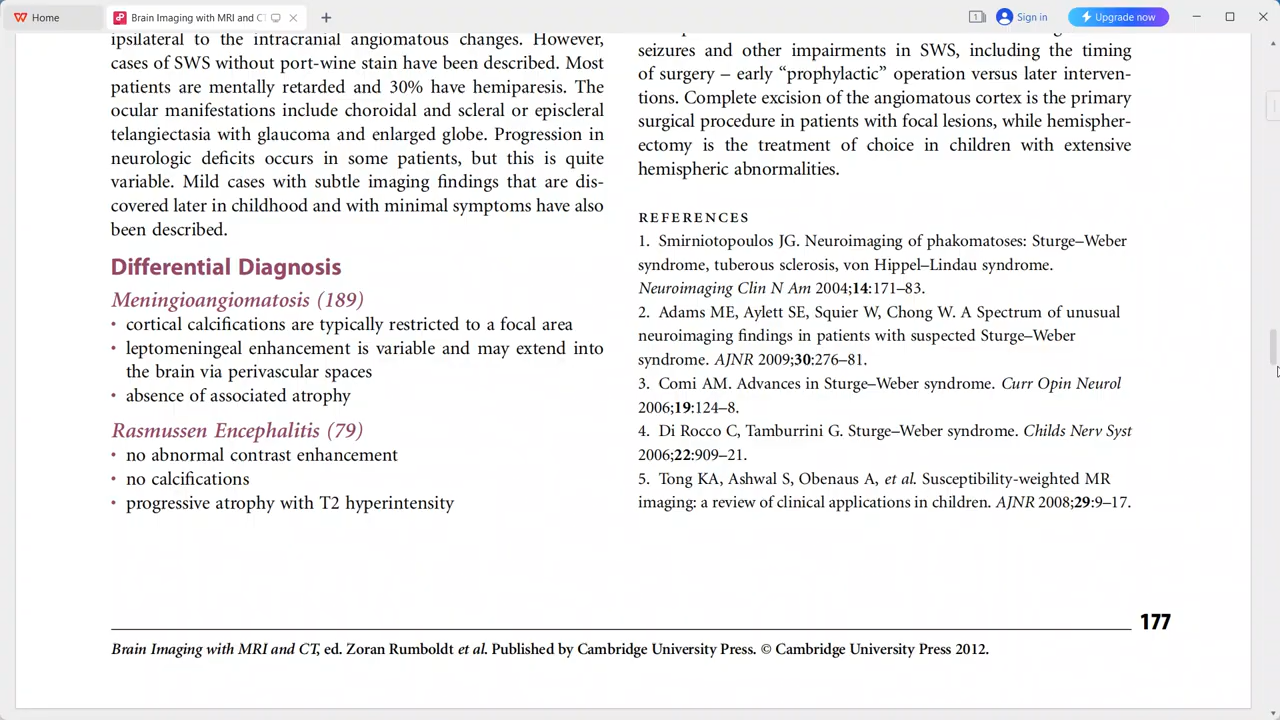 Home
Brain Imaging with MRI and C
Sign in
Upgrade now
ipsilateral to the intracranial angiomatous changes. However,
cases of SWS without port-wine stain have been described. Most
patients are mentally retarded and 30% have hemiparesis. The
ocular manifestations include choroidal and scleral or episcleral
telangiectasia with glaucoma and enlarged globe. Progression in
neurologic deficits occurs in some patients, but this is quite
variable. Mild cases with subtle imaging findings that are dis-
covered later in childhood and with minimal symptoms have also
been described.
Differential Diagnosis
Meningioangiomatosis (189)
• cortical calcifications are typically restricted to a focal area
• leptomeningeal enhancement is variable and may extend into
the brain via perivascular spaces
• absence of associated atrophy
Rasmussen Encephalitis (79)
• no abnormal contrast enhancement
• no calcifications
• progressive atrophy with T2 hyperintensity
seizures and other impairments in SWS, including the timing
of surgery – early “prophylactic” operation versus later interven-
tions. Complete excision of the angiomatous cortex is the primary
surgical procedure in patients with focal lesions, while hemispher-
ectomy is the treatment of choice in children with extensive
hemispheric abnormalities.
REFERENCES
1. Smirniotopoulos JG. Neuroimaging of phakomatoses: Sturge–Weber
syndrome, tuberous sclerosis, von Hippel–Lindau syndrome.
Neuroimaging Clin N Am 2004;14:171–83.
2. Adams ME, Aylett SE, Squier W, Chong W. A Spectrum of unusual
neuroimaging findings in patients with suspected Sturge–Weber
syndrome. AJNR 2009;30:276–81.
3. Comi AM. Advances in Sturge–Weber syndrome. Curr Opin Neurol
2006;19:124–8.
4. Di Rocco C, Tamburrini G. Sturge–Weber syndrome. Childs Nerv Syst
2006;22:909–21.
5. Tong KA, Ashwal S, Obenaus A, et al. Susceptibility-weighted MR
imaging: a review of clinical applications in children. AJNR 2008;29:9–17.
177
Brain Imaging with MRI and CT, ed. Zoran Rumboldt et al. Published by Cambridge University Press. © Cambridge University Press 2012.